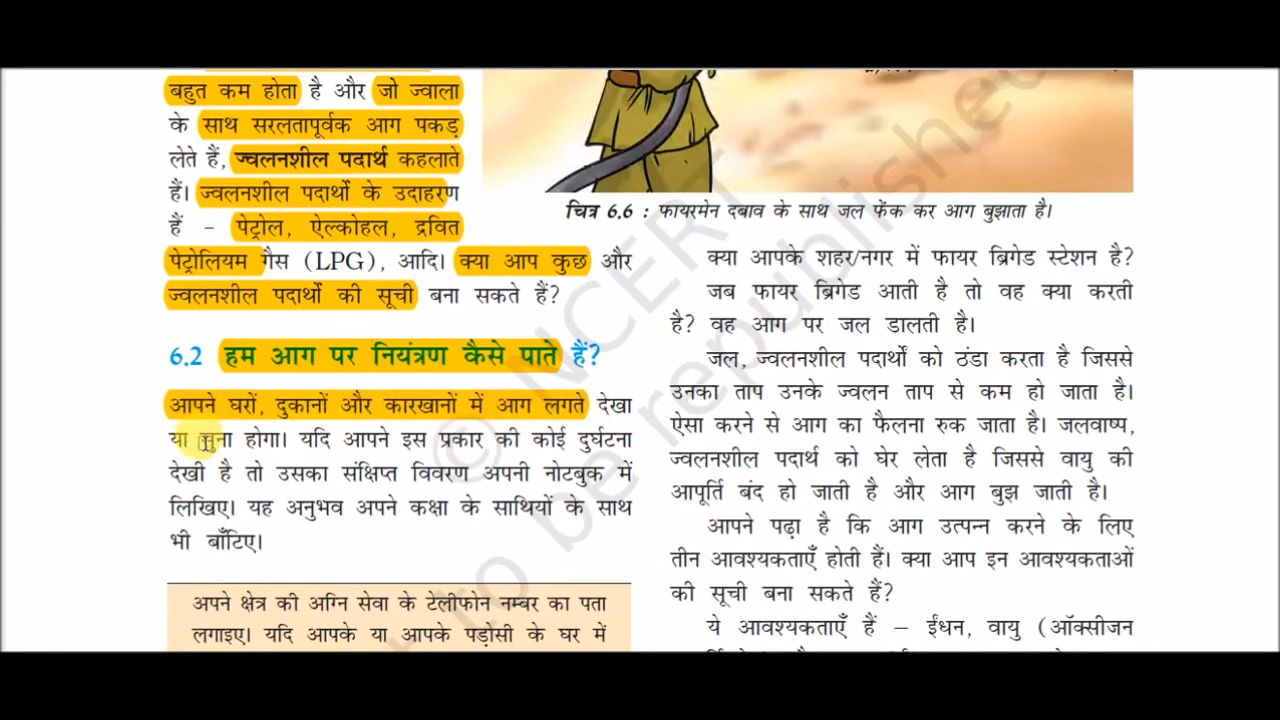 बहुत कम होता है और जो ज्वाला
के साथ सरलतापूर्वक आग पकड़
लेते हैं, ज्वलनशील पदार्थ कहलाते
हैं। ज्वलनशील पदार्थों के उदाहरण
हैं – पेट्रोल, ऐल्कोहल, द्रवित
पेट्रोलियम गैस (LPG), आदि। क्या आप कुछ और
ज्वलनशील पदार्थों की सूची बना सकते हैं?
6.2 हम आग पर नियंत्रण कैसे पाते हैं?
आपने घरों, दुकानों और कारखानों में आग लगते देखा
या सुना होगा। यदि आपने इस प्रकार की कोई दुर्घटना
देखी है तो उसका संक्षिप्त विवरण अपनी नोटबुक में
लिखिए। यह अनुभव अपने कक्षा के साथियों के साथ
भी बाँटिए।
अपने क्षेत्र की अग्नि सेवा के टेलीफोन नम्बर का पता
लगाइए। यदि आपके या आपके पड़ोसी के घर में
चित्र 6.6 : फायरमेन दबाव के साथ जल फेंक कर आग बुझाता है।
क्या आपके शहर/नगर में फायर ब्रिगेड स्टेशन है?
जब फायर ब्रिगेड आती है तो वह क्या करती
है? वह आग पर जल डालती है।
जल, ज्वलनशील पदार्थों को ठंडा करता है जिससे
उनका ताप उनके ज्वलन ताप से कम हो जाता है।
ऐसा करने से आग का फैलना रुक जाता है। जलवाष्प,
ज्वलनशील पदार्थ को घेर लेता है जिससे वायु की
आपूर्ति बंद हो जाती है और आग बुझ जाती है।
आपने पढ़ा है कि आग उत्पन्न करने के लिए
तीन आवश्यकताएँ होती हैं। क्या आप इन आवश्यकताओं
की सूची बना सकते हैं?
ये आवश्यकताएँ हैं – ईंधन, वायु (ऑक्सीजन
© NCERT
to be republished